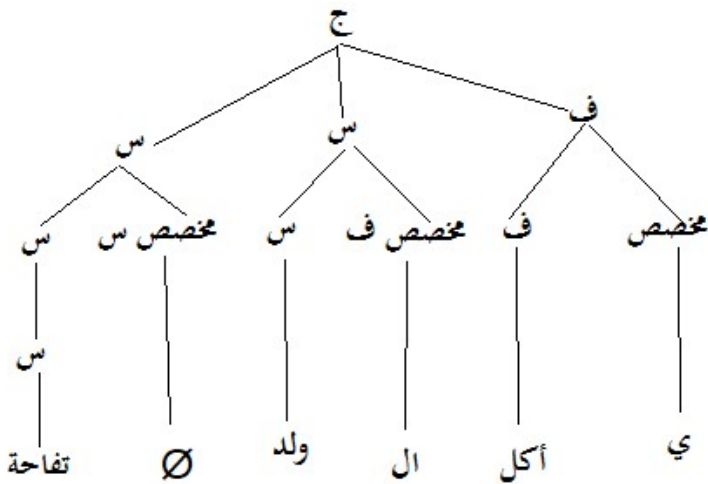 ج
ف
س
س
مخصص ف س مخصص ف س مخصص س س
س
ي أكل ال ولد Ø تفاحة